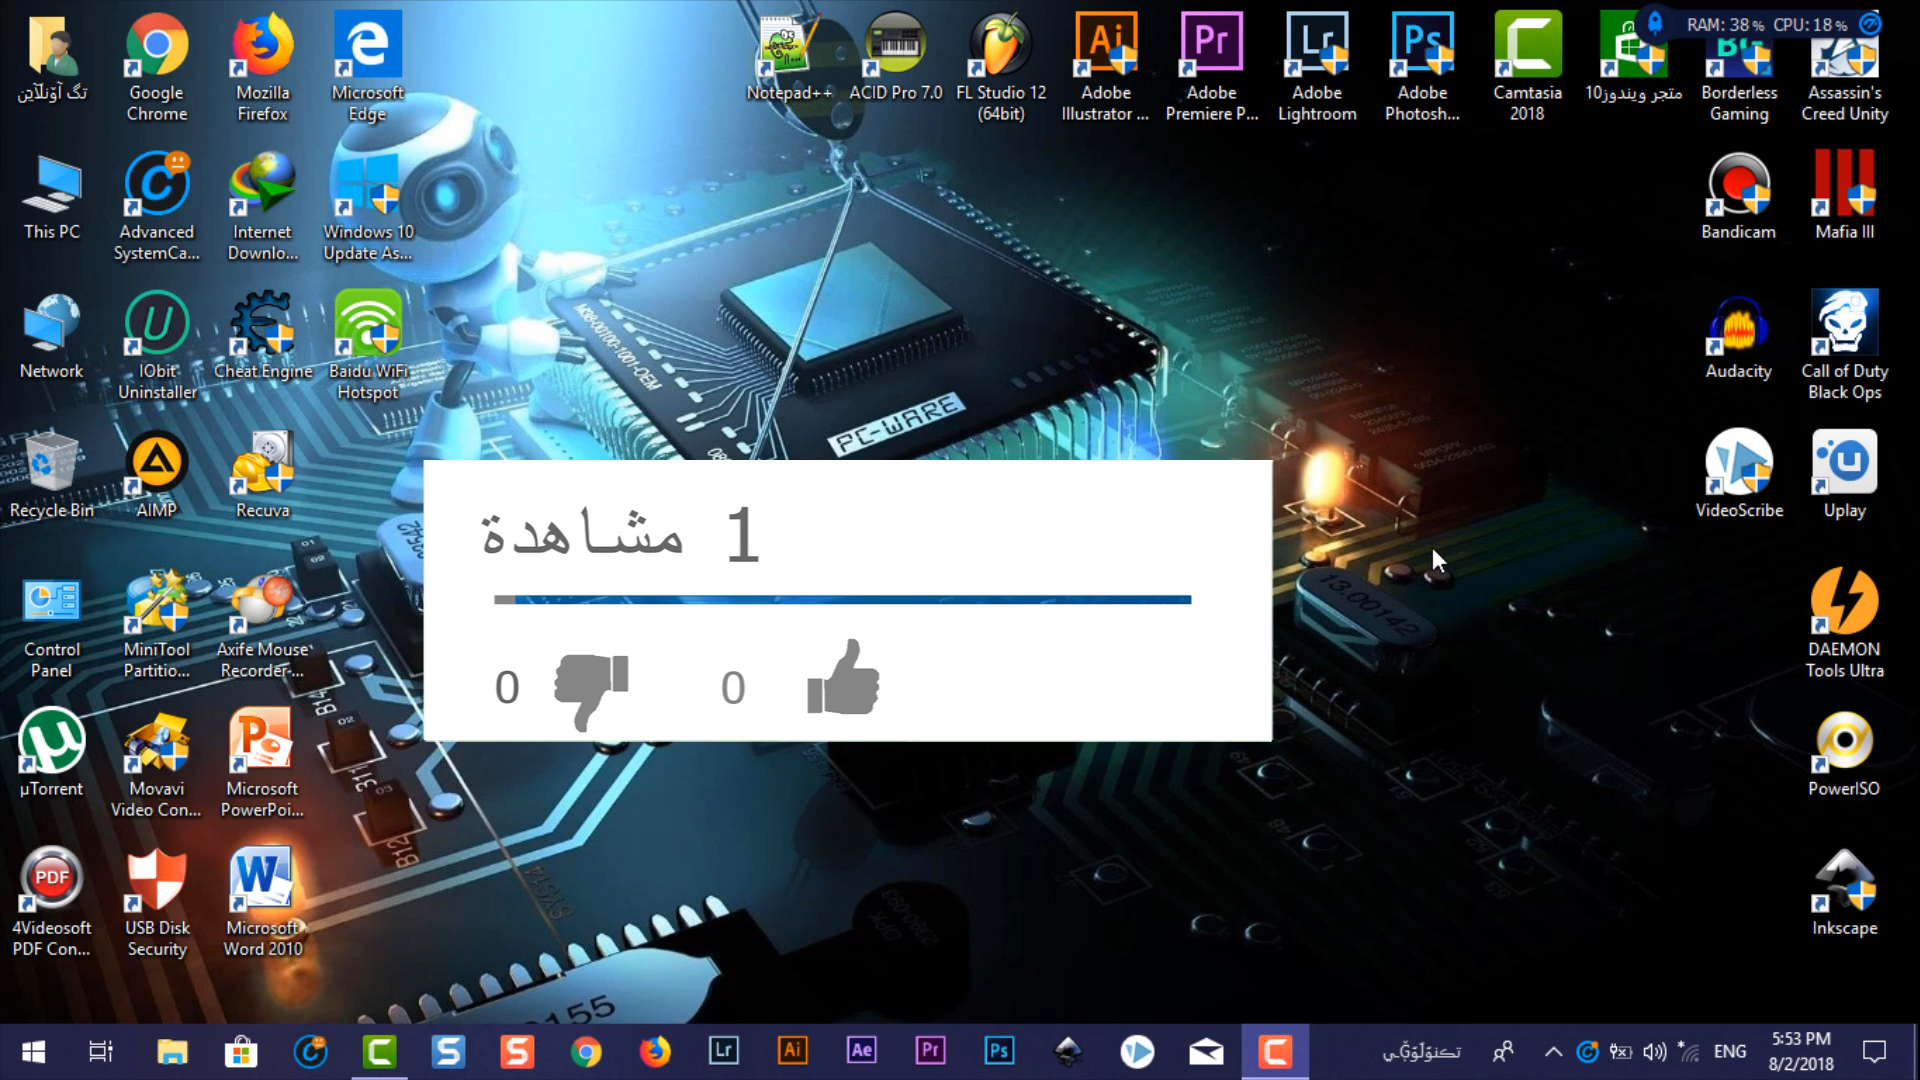 RAM: 38 % CPU: 18 %
تگ آۆنڵآین
Google
Chrome
Mozilla
Firefox
Microsoft
Edge
Notepad++
ACID Pro 7.0
FL Studio 12
(64bit)
Adobe
Illustrator ...
Adobe
Premiere P...
Adobe
Lightroom
Adobe
Photosh...
Camtasia
2018
متجر ويندوز10
Borderless
Gaming
Assassin's
Creed Unity
This PC
Advanced
SystemCa...
Internet
Downlo...
Windows 10
Update As...
Bandicam
Mafia III
Network
IObit
Uninstaller
Cheat Engine
Baidu WiFi
Hotspot
Audacity
Call of Duty
Black Ops
PC-WARE
Recycle Bin
AIMP
Recuva
VideoScribe
Uplay
1 مشاهدة
0
0
13.00142
Control
Panel
MiniTool
Partitio...
Axife Mouse
Recorder-...
DAEMON
Tools Ultra
µTorrent
Movavi
Video Con...
Microsoft
PowerPoi...
PowerISO
4Videosoft
PDF Con...
USB Disk
Security
Microsoft
Word 2010
Inkscape
ENG
5:53 PM
8/2/2018